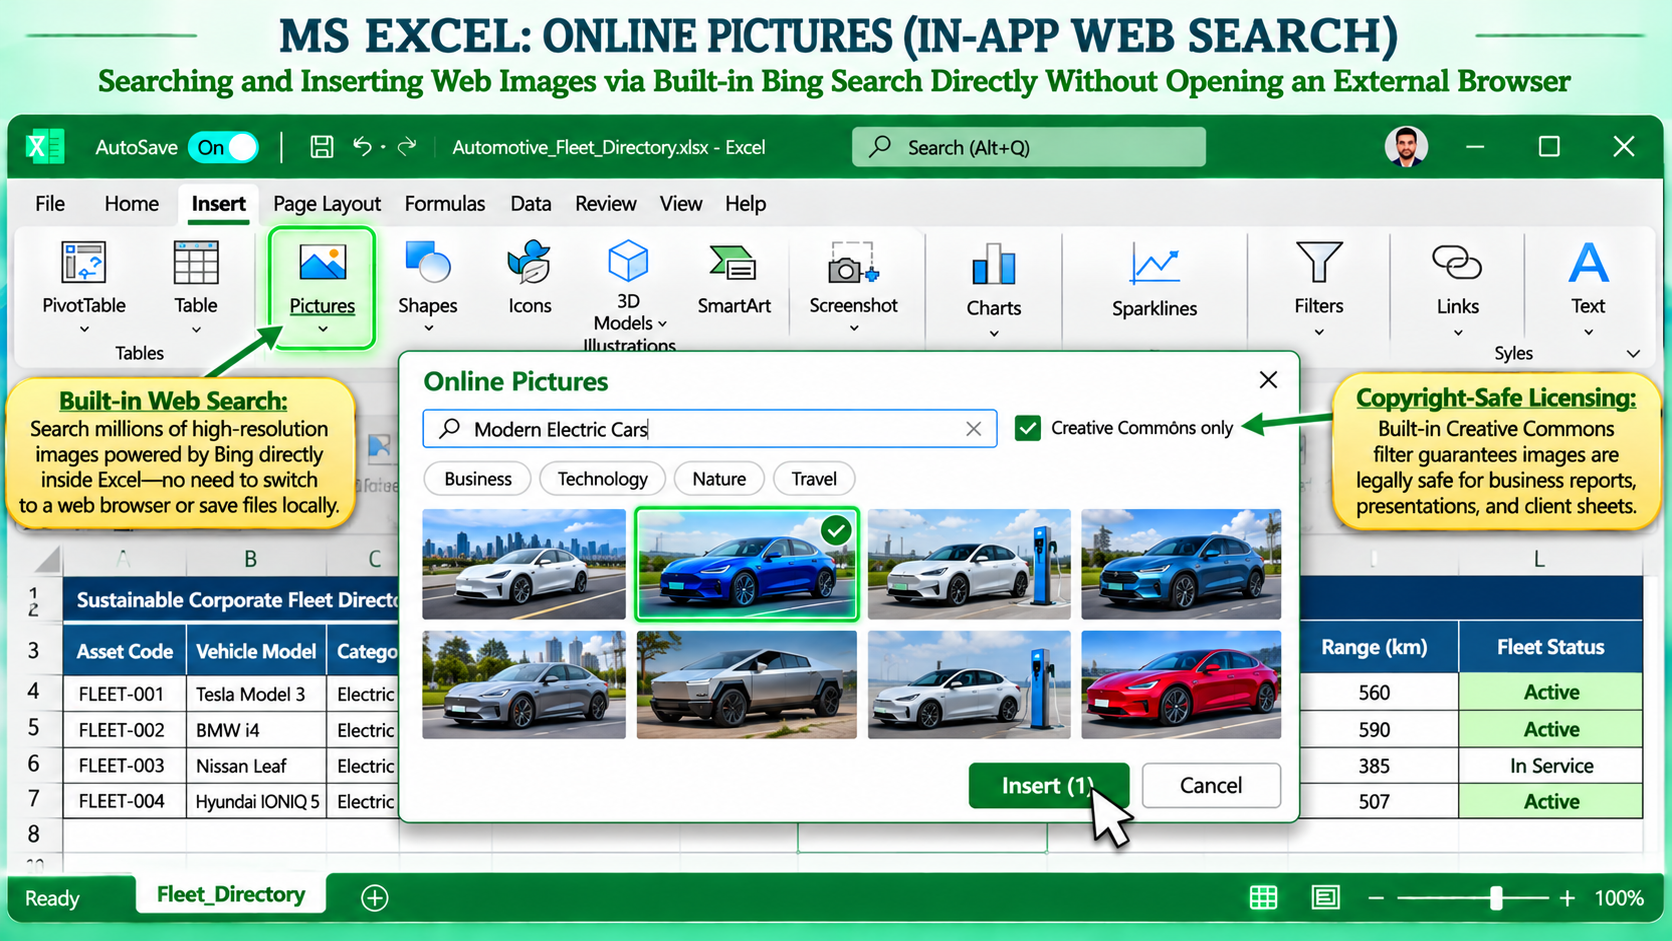 MS EXCEL: ONLINE PICTURES (IN-APP WEB SEARCH)
Searching and Inserting Web Images via Built-in Bing Search Directly Without Opening an External Browser
AutoSave On Automotive_Fleet_Directory.xlsx - Excel Search (Alt+Q)
File Home Insert Page Layout Formulas Data Review View Help
PivotTable Table Pictures Shapes Icons 3D Models SmartArt Screenshot Charts Sparklines Filters Links Text
Tables Illustrations Syles
Built-in Web Search:
Search millions of high-resolution
images powered by Bing directly
inside Excel—no need to switch
to a web browser or save files locally.
Online Pictures
Modern Electric Cars
Creative Commons only
Business Technology Nature Travel
Insert (1) Cancel
Copyright-Safe Licensing:
Built-in Creative Commons
filter guarantees images are
legally safe for business reports,
presentations, and client sheets.
A B C L
1
2
Sustainable Corporate Fleet Directo
3 Asset Code Vehicle Model Catego Range (km) Fleet Status
4 FLEET-001 Tesla Model 3 Electric 560 Active
5 FLEET-002 BMW i4 Electric 590 Active
6 FLEET-003 Nissan Leaf Electric 385 In Service
7 FLEET-004 Hyundai IONIQ 5 Electric 507 Active
8
Ready Fleet_Directory 100%